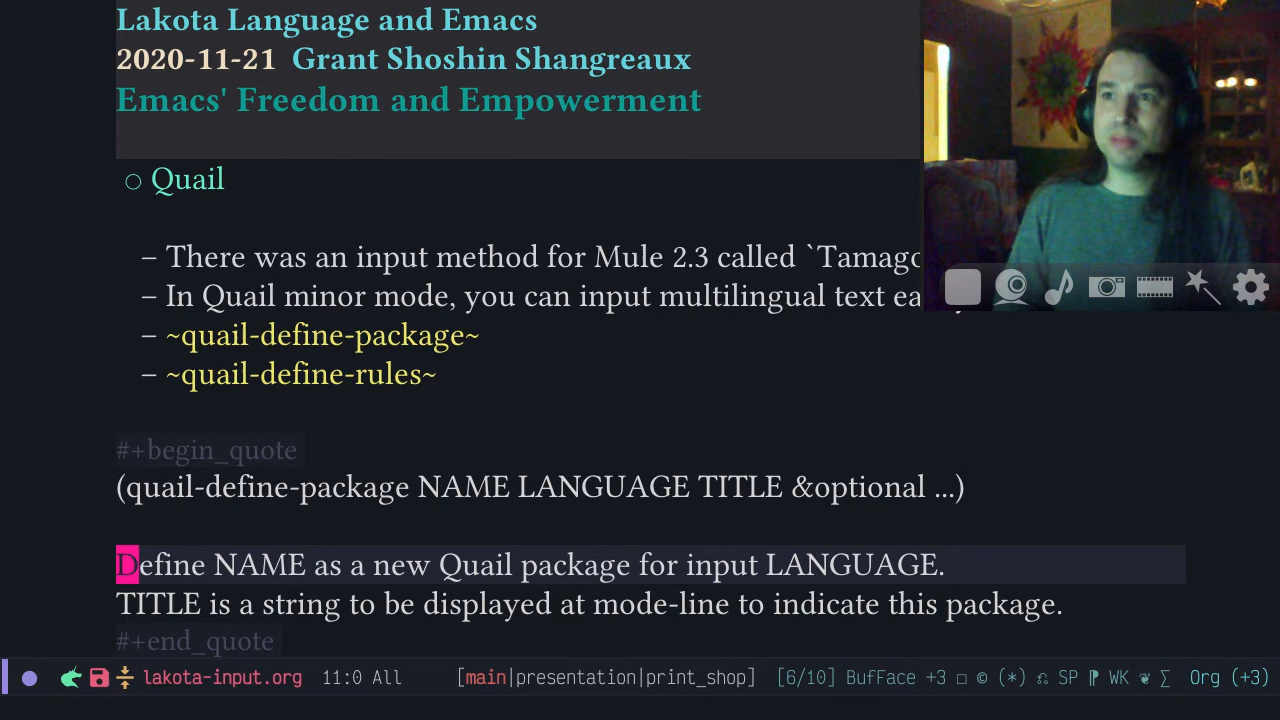 Lakota Language and Emacs
2020-11-21 Grant Shoshin Shangreaux
Emacs' Freedom and Empowerment
○ Quail
– There was an input method for Mule 2.3 called `Tamago
– In Quail minor mode, you can input multilingual text ea
– ~quail-define-package~
– ~quail-define-rules~
#+begin_quote
(quail-define-package NAME LANGUAGE TITLE &optional ...)
Define NAME as a new Quail package for input LANGUAGE.
TITLE is a string to be displayed at mode-line to indicate this package.
#+end_quote
lakota-input.org 11:0 All [main|presentation|print_shop] [6/10] BufFace +3 □ © (*) ⎌ SP ⁋ WK ❦ ∑ Org (+3)